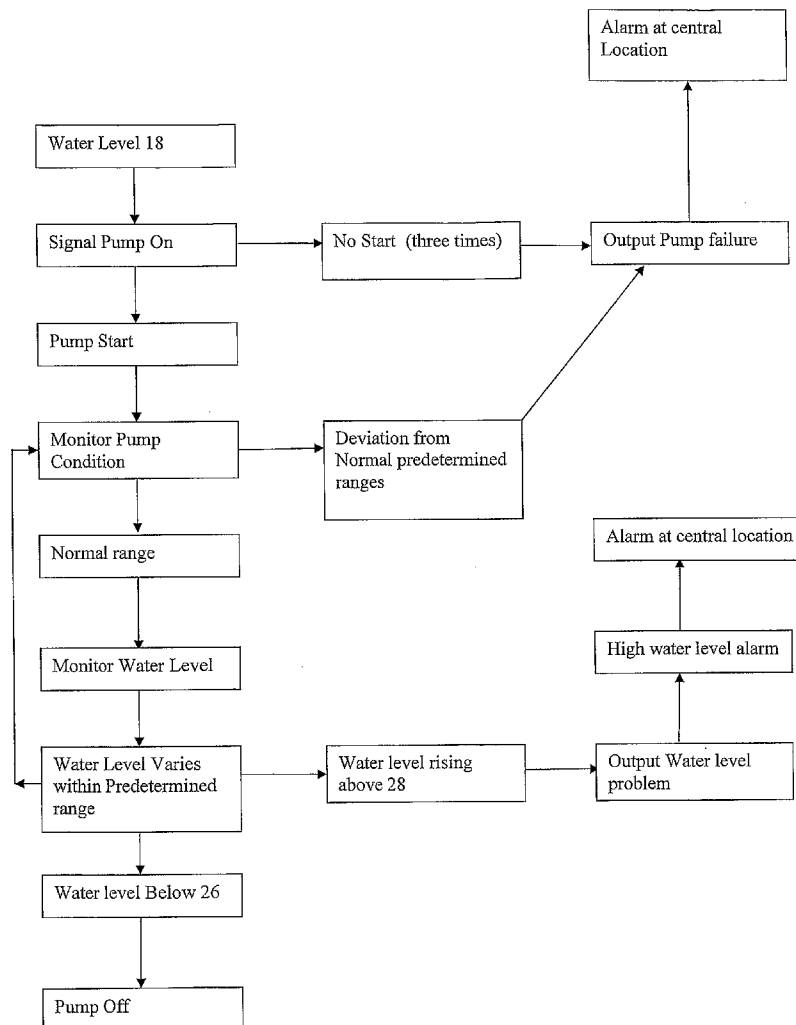 Alarm at central
Location
Water Level 18
Signal Pump On
No Start (three times)
Output Pump failure
Pump Start
Monitor Pump
Condition
Deviation from
Normal predetermined
ranges
Normal range
Alarm at central location
Monitor Water Level
High water level alarm
Water Level Varies
within Predetermined
range
Water level rising
above 28
Output Water level
problem
Water level Below 26
Pump Off